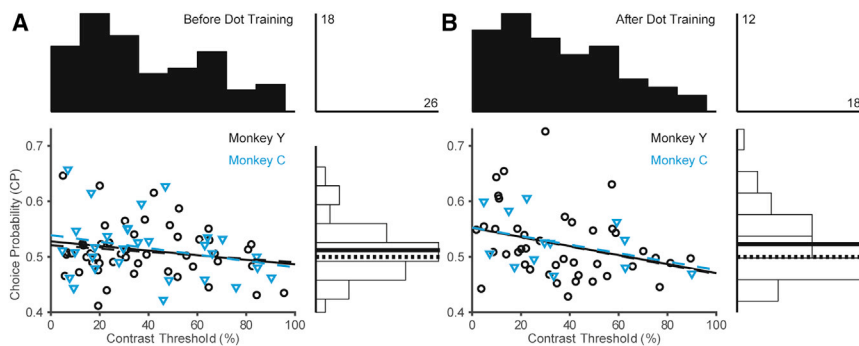 A
Before Dot Training
18
26
B
After Dot Training
12
18
Choice Probability (CP)
0.7
0.6
0.5
0.4
Monkey Y
Monkey C
0 20 40 60 80 100
Contrast Threshold (%)
0.7
0.6
0.5
0.4
Monkey Y
Monkey C
0 20 40 60 80 100
Contrast Threshold (%)